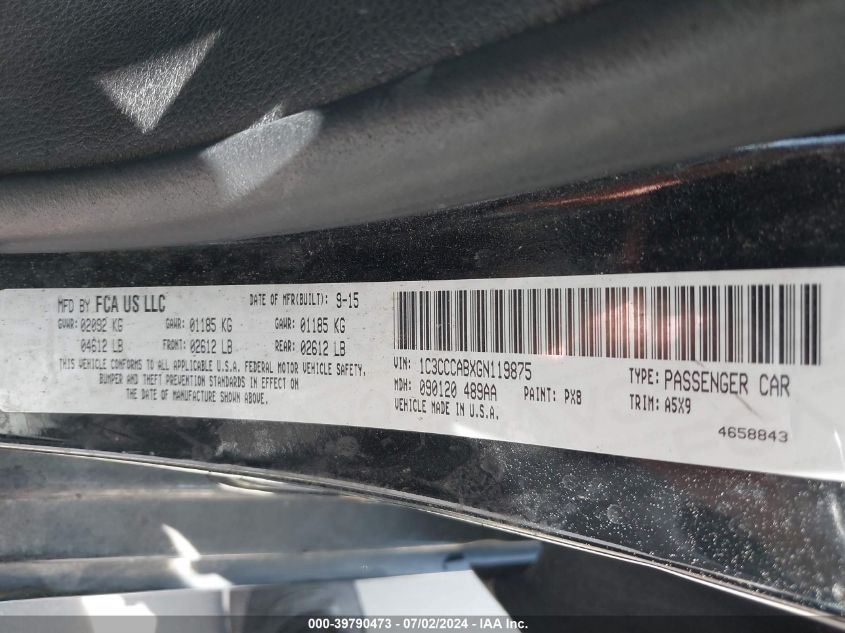 MFD BY FCA US LLC DATE OF MFR(BUILT): 9-15
GVWR: 02092 KG GAWR: 01185 KG GAWR: 01185 KG
04612 LB FRONT: 02612 LB REAR: 02612 LB
THIS VEHICLE CONFORMS TO ALL APPLICABLE U.S.A. FEDERAL MOTOR VEHICLE SAFETY,
BUMPER AND THEFT PREVENTION STANDARDS IN EFFECT ON
THE DATE OF MANUFACTURE SHOWN ABOVE.
VIN: 1C3CCCABXGN119875 TYPE: PASSENGER CAR
MDH: 090120 489AA PAINT: PX8 TRIM: A5X9
VEHICLE MADE IN U.S.A.
4658843
000-39790473 - 07/02/2024 - IAA Inc.